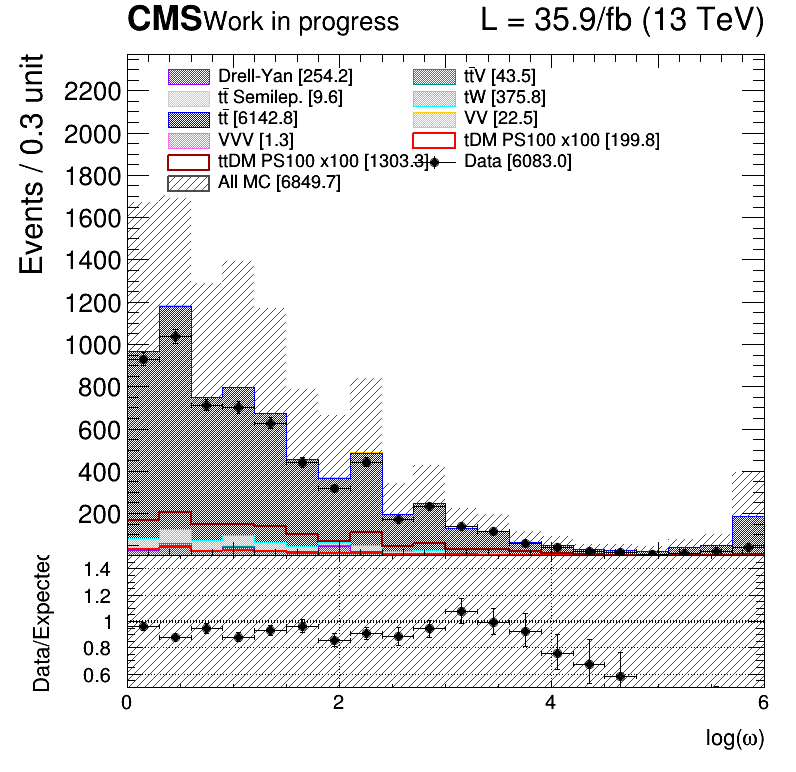 CMS Work in progress L = 35.9/fb (13 TeV)
Events / 0.3 unit
2200
2000
1800
1600
1400
1200
1000
800
600
400
200
Drell-Yan [254.2] tt̄V [43.5]
tt̄ Semilep. [9.6] tW [375.8]
tt̄ [6142.8] VV [22.5]
VVV [1.3] tDM PS100 x100 [199.8]
ttDM PS100 x100 [1303.3] Data [6083.0]
All MC [6849.7]
Data/Expected
1.4
1.2
1
0.8
0.6
0 2 4 6
log(ω)